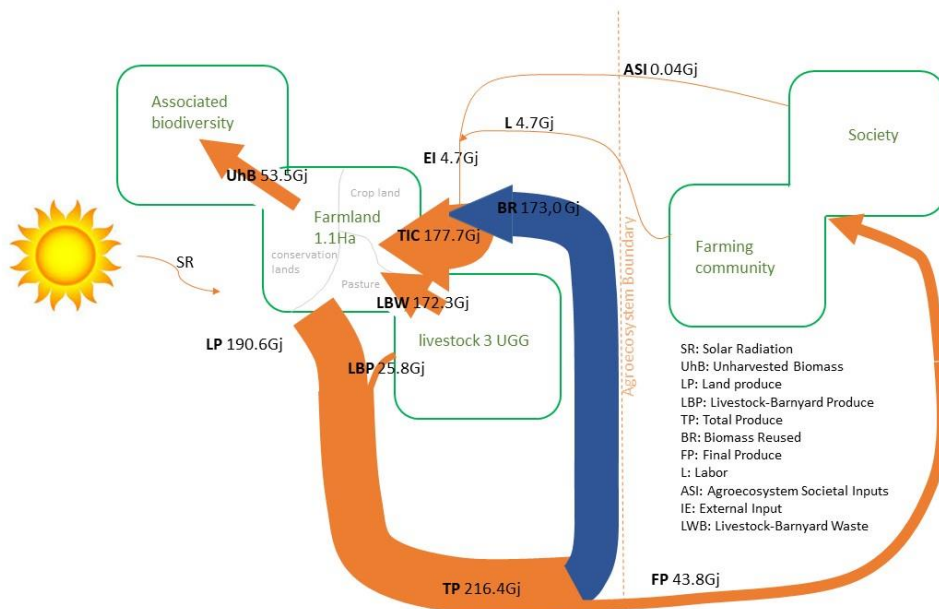 ASI 0.04Gj
Associated
biodiversity
L 4.7Gj
Society
EI 4.7Gj
UhB 53.5Gj
Crop land
BR 173,0 Gj
Farmland
1.1Ha
TIC 177.7Gj
Farming
community
conservation
lands
SR
Pasture
LBW 172.3Gj
Agroecosystem Boundary
LP 190.6Gj
livestock 3 UGG
LBP 25.8Gj
SR: Solar Radiation
UhB: Unharvested Biomass
LP: Land produce
LBP: Livestock-Barnyard Produce
TP: Total Produce
BR: Biomass Reused
FP: Final Produce
L: Labor
ASI: Agroecosystem Societal Inputs
IE: External Input
LWB: Livestock-Barnyard Waste
TP 216.4Gj
FP 43.8Gj